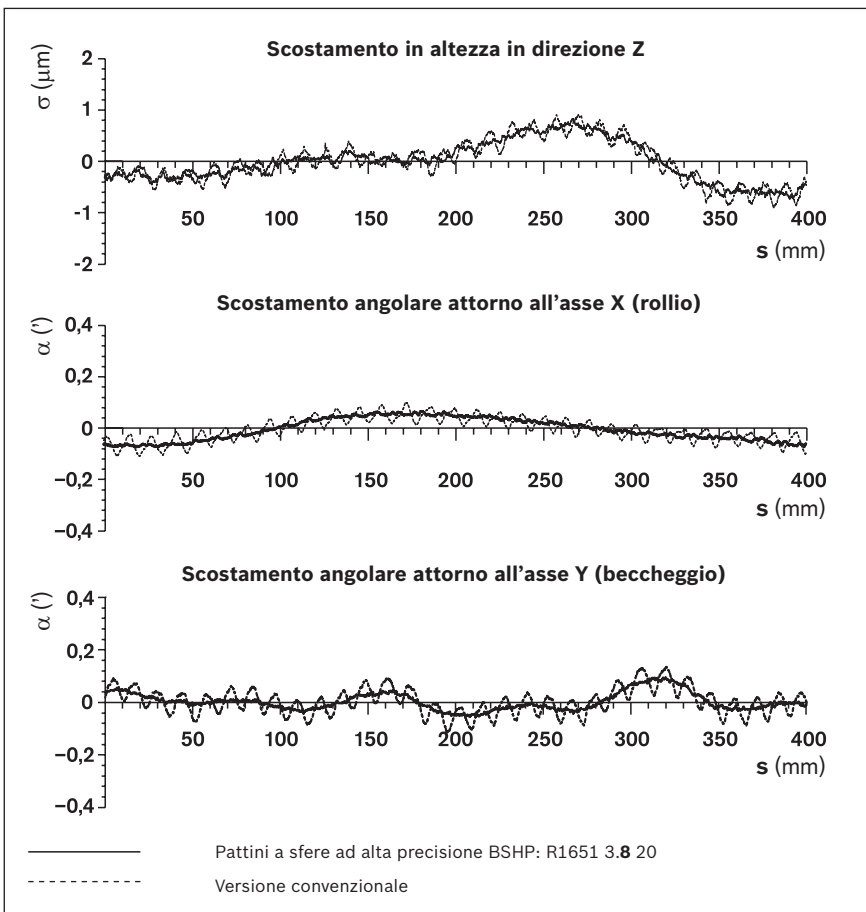 Scostamento in altezza in direzione Z
σ (µm)
2
1
0
-1
-2
50 100 150 200 250 300 350 400
s (mm)
Scostamento angolare attorno all'asse X (rollio)
α (')
0,4
0,2
0
−0,2
−0,4
50 100 150 200 250 300 350 400
s (mm)
Scostamento angolare attorno all'asse Y (beccheggio)
α (')
0,4
0,2
0
−0,2
−0,4
50 100 150 200 250 300 350 400
s (mm)
Pattini a sfere ad alta precisione BSHP: R1651 3.8 20
Versione convenzionale